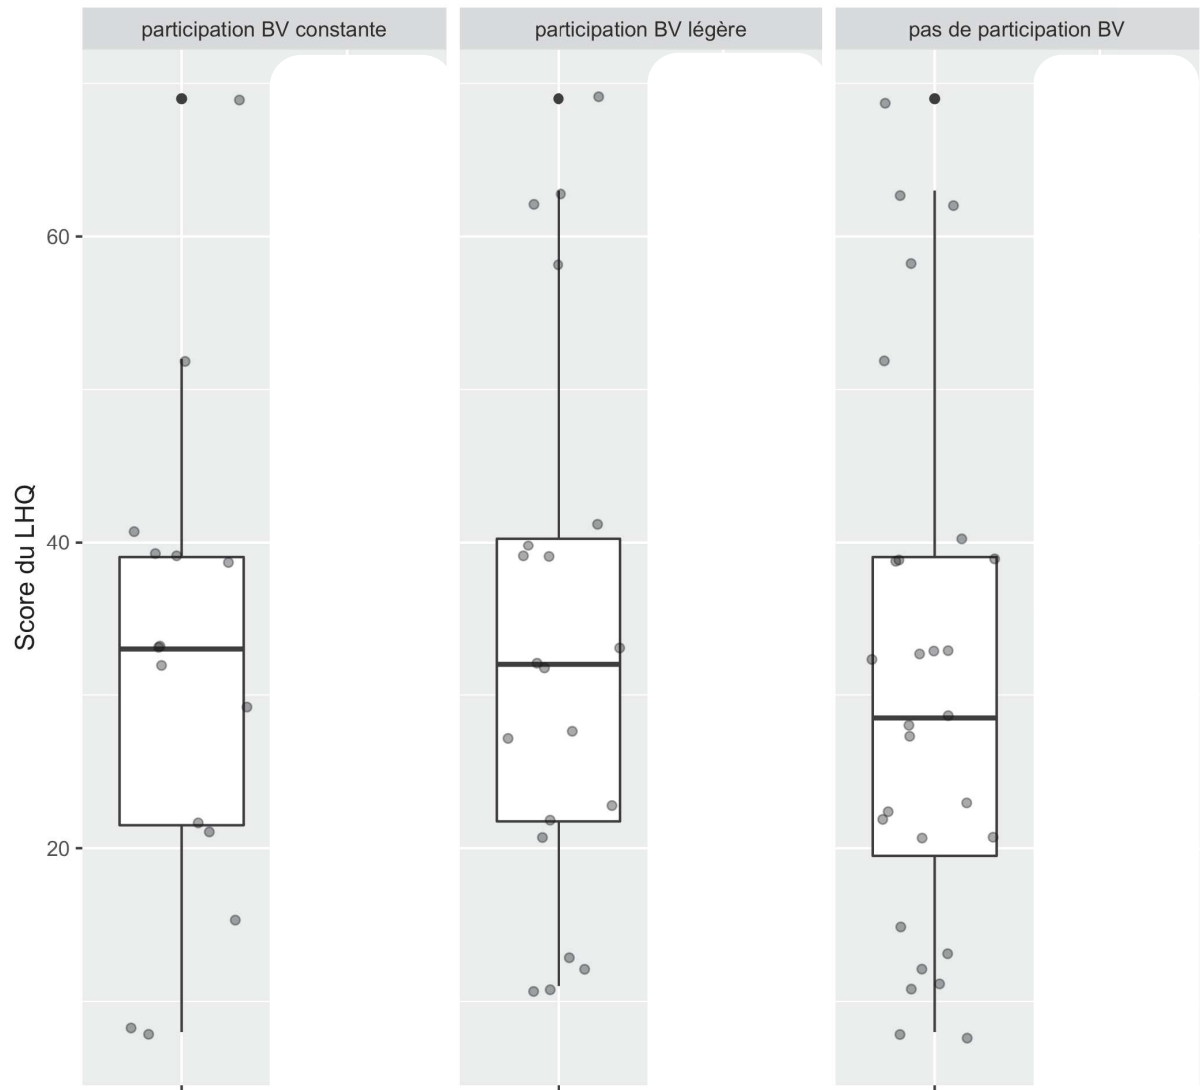 participation BV constante
participation BV légère
pas de participation BV
60
40
20
Score du LHQ